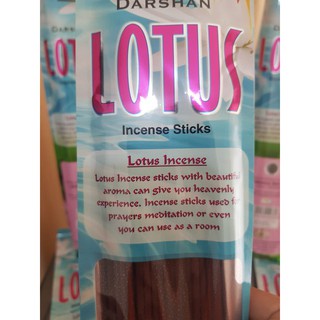 DARSHAN
LOTUS
Incense Sticks
Lotus Incense
Lotus Incense sticks with beautiful
aroma can give you heavenly
experience. Incense sticks used for
prayers meditation or even
you can use as a room